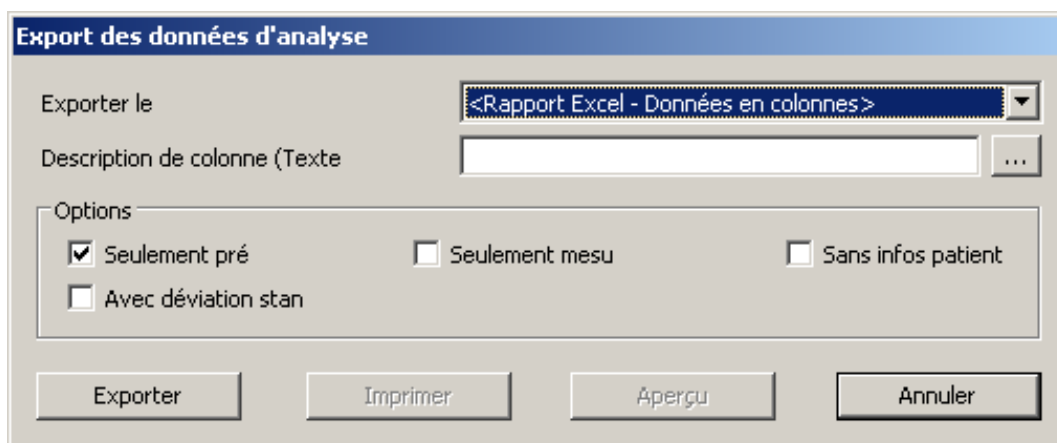 Export des données d'analyse
Exporter le
<Rapport Excel - Données en colonnes>
Description de colonne (Texte
...
Options
Seulement pré
Seulement mesu
Sans infos patient
Avec déviation stan
Exporter
Imprimer
Aperçu
Annuler